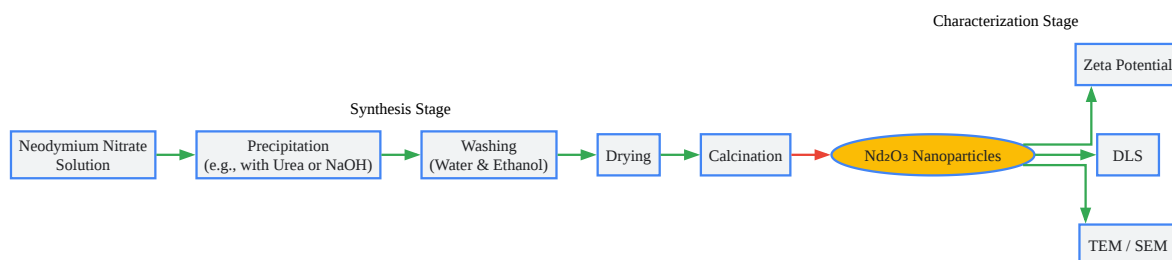 Characterization Stage
Zeta Potential
Synthesis Stage
Neodymium Nitrate
Solution
Precipitation
(e.g., with Urea or NaOH)
Washing
(Water & Ethanol)
Drying
Calcination
Nd₂O₃ Nanoparticles
DLS
TEM / SEM